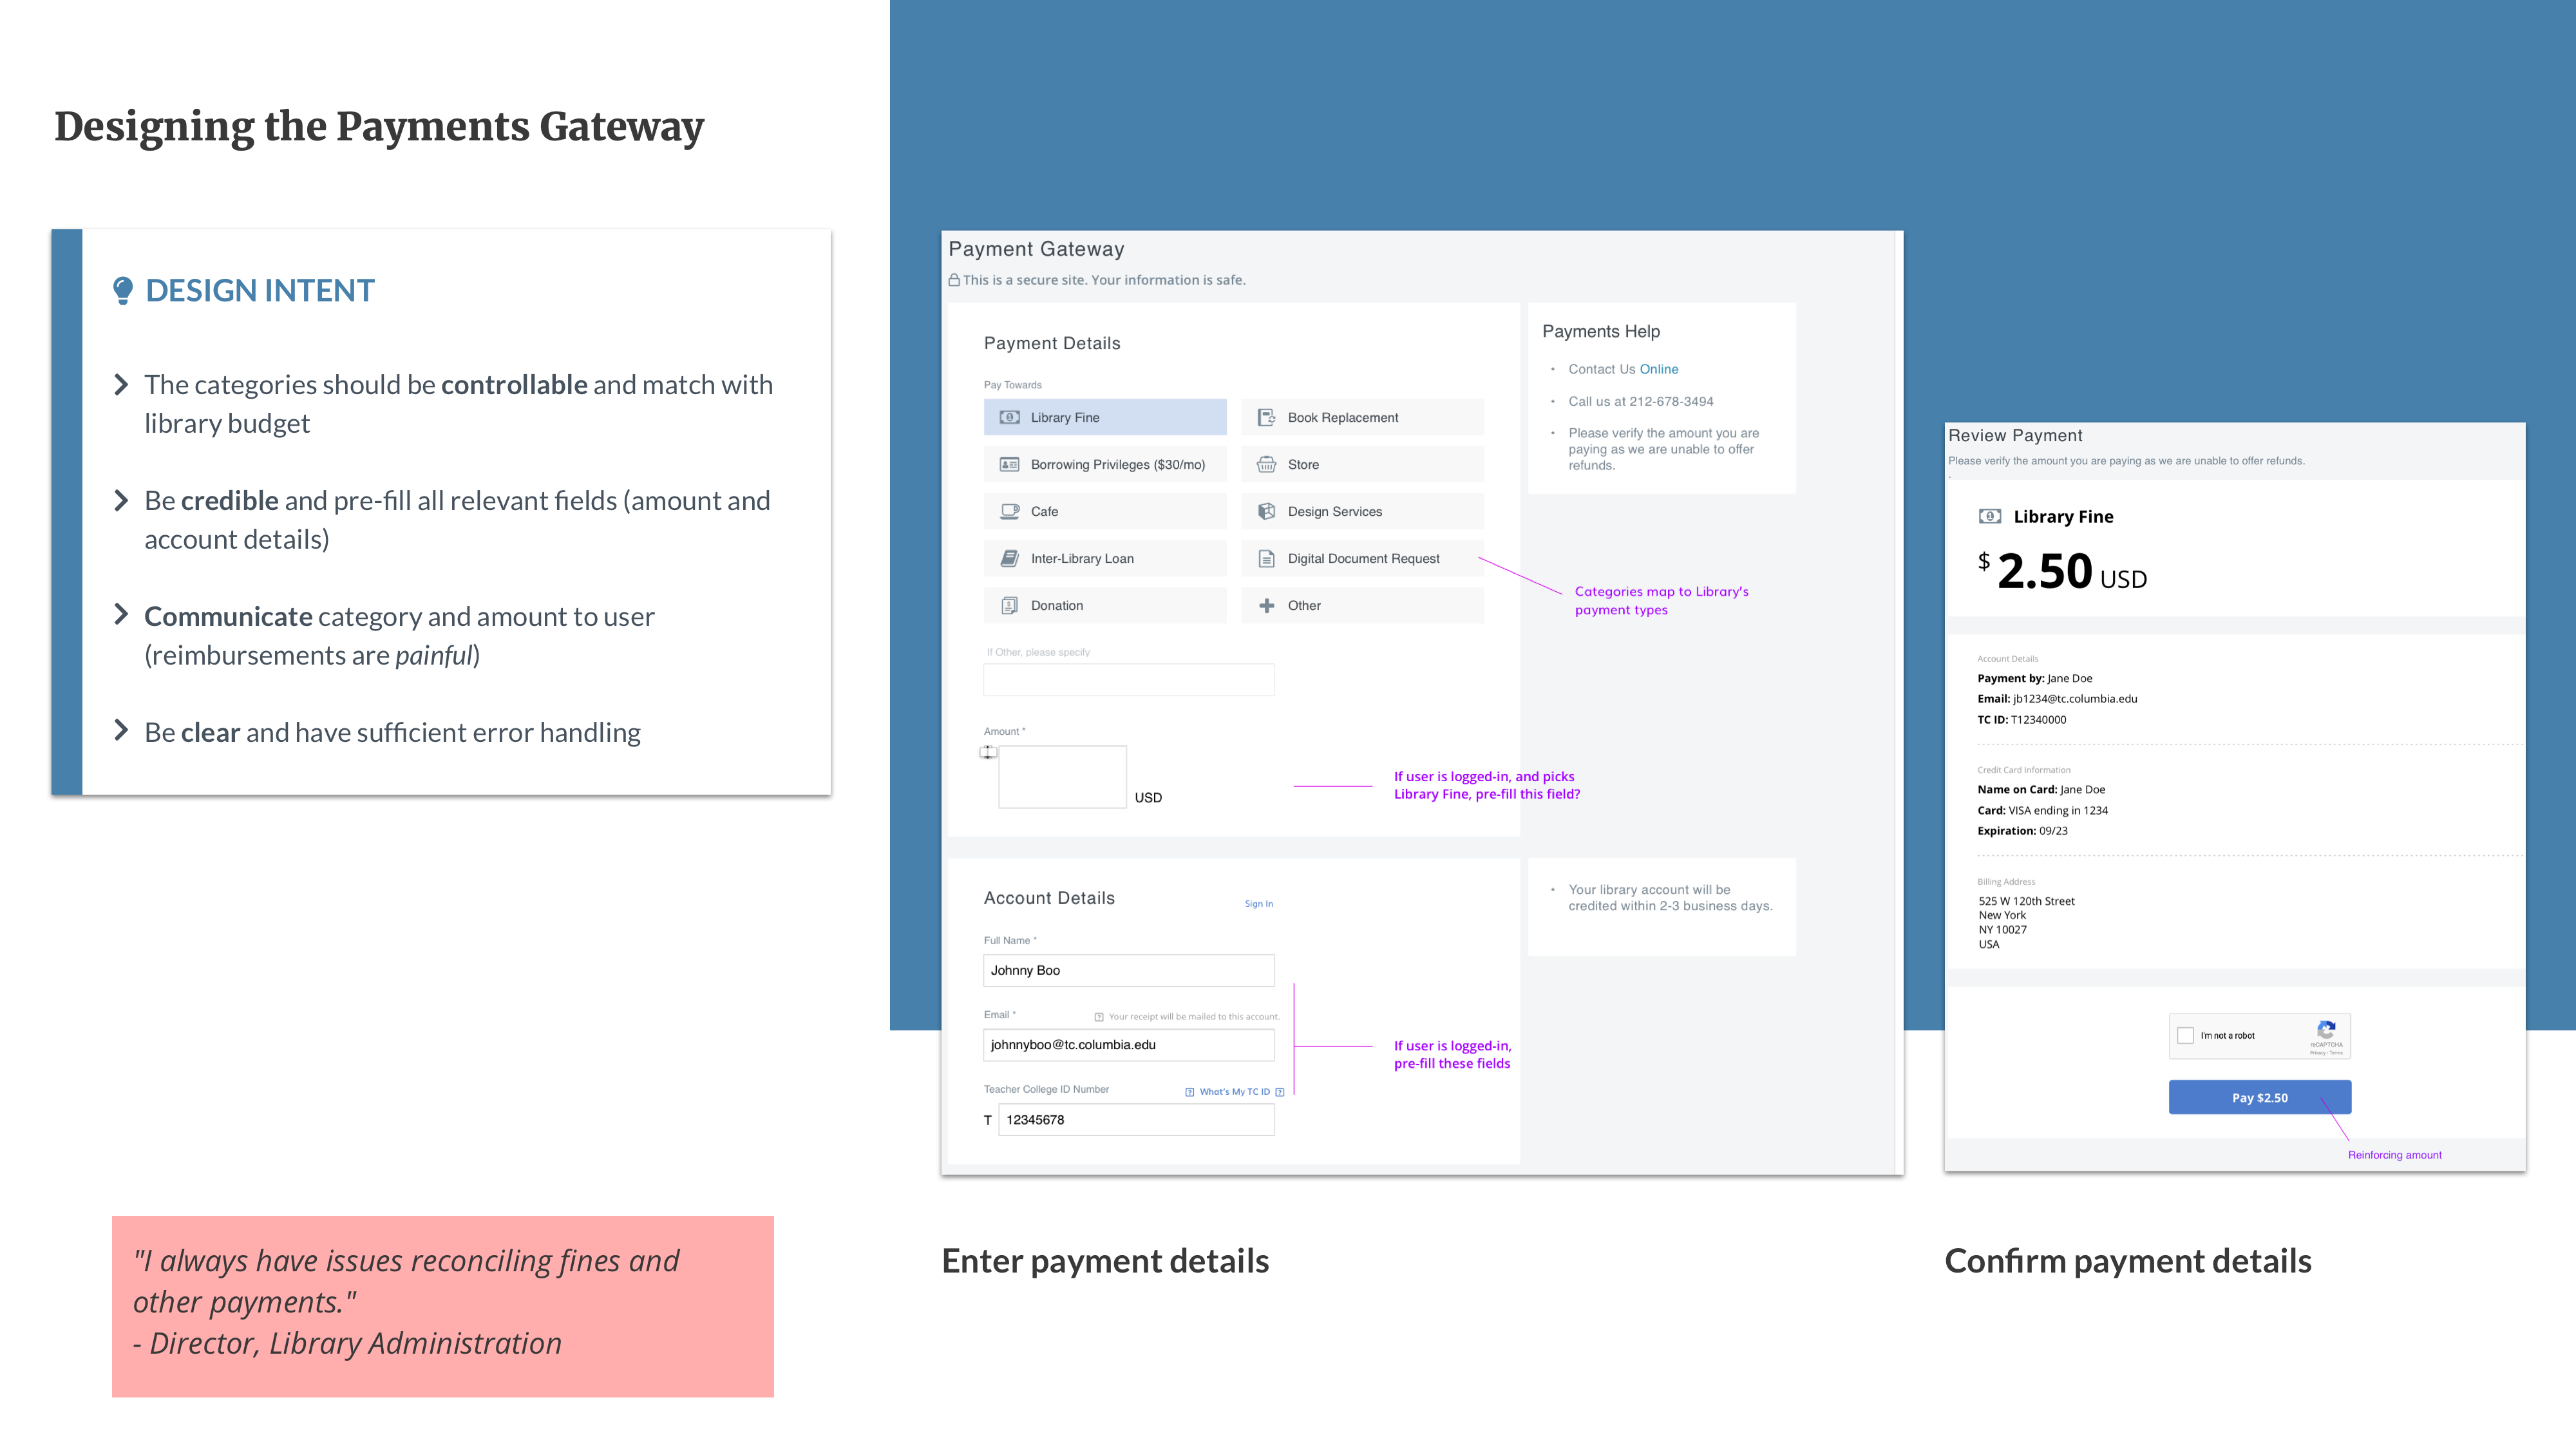 Designing the Payments Gateway
DESIGN INTENT
The categories should be controllable and match with
library budget
Be credible and pre-fill all relevant fields (amount and
account details)
Communicate category and amount to user
(reimbursements are painful)
Be clear and have sufficient error handling
"I always have issues reconciling fines and
other payments."
- Director, Library Administration
Payment Gateway
This is a secure site. Your information is safe.
Payment Details
Pay Towards
Library Fine
Book Replacement
Borrowing Privileges ($30/mo)
Store
Cafe
Design Services
Inter-Library Loan
Digital Document Request
Donation
Other
If Other, please specify
Amount *
USD
Payments Help
• Contact Us Online
• Call us at 212-678-3494
• Please verify the amount you are
paying as we are unable to offer
refunds.
Categories map to Library's
payment types
If user is logged-in, and picks
Library Fine, pre-fill this field?
Account Details
Sign In
Full Name *
Johnny Boo
Email *
Your receipt will be mailed to this account.
johnnyboo@tc.columbia.edu
Teacher College ID Number
What's My TC ID
T 12345678
• Your library account will be
credited within 2-3 business days.
If user is logged-in,
pre-fill these fields
Enter payment details
Review Payment
Please verify the amount you are paying as we are unable to offer refunds.
.
Library Fine
$ 2.50 USD
Account Details
Payment by: Jane Doe
Email: jb1234@tc.columbia.edu
TC ID: T12340000
Credit Card Information
Name on Card: Jane Doe
Card: VISA ending in 1234
Expiration: 09/23
Billing Address
525 W 120th Street
New York
NY 10027
USA
I'm not a robot
reCAPTCHA
Privacy - Terms
Pay $2.50
Reinforcing amount
Confirm payment details